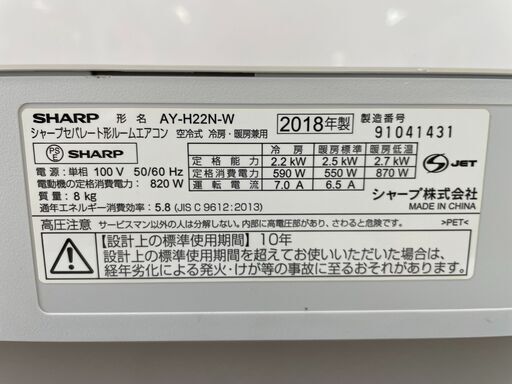 SHARP 形名 AY-H22N-W 2018年製 製造番号
シャープセパレート形ルームエアコン 空冷式 冷房・暖房兼用 91041431
PS E SHARP
電源:単相 100 V 50/60 Hz
電動機の定格消費電力: 820 W
質量: 8 kg
冷房 暖房標準 暖房低温
定格能力 2.2 kW 2.5 kW 2.7 kW
定格消費電力 590 W 550 W 870 W
運転電流 7.0 A 6.5 A
S JET
シャープ株式会社
MADE IN CHINA
通年エネルギー消費効率: 5.8 (JIS C 9612:2013)
高圧注意 サービスマン以外の人は分解しない。内部に高電圧部があり、さわると危険です。 >PET<
【設計上の標準使用期間】10年
設計上の標準使用期間を超えてお使いいただいた場合は、
経年劣化による発火・けが等の事故に至るおそれがあります。